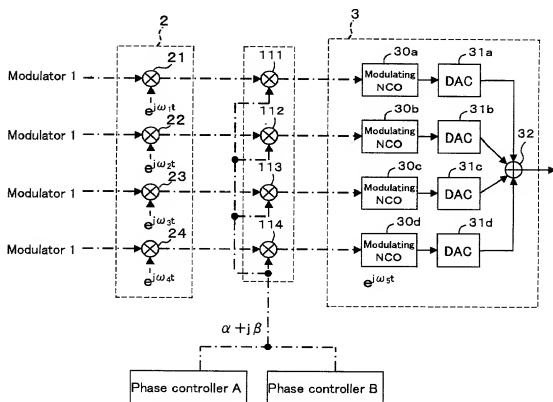 2
3
21
111
30a
31a
Modulator 1
Modulating NCO
DAC
e^jω1t
22
112
30b
31b
32
Modulator 1
Modulating NCO
DAC
e^jω2t
23
113
30c
31c
Modulator 1
Modulating NCO
DAC
e^jω3t
24
114
30d
31d
Modulator 1
Modulating NCO
DAC
e^jω4t
e^jω5t
α+jβ
Phase controller A
Phase controller B